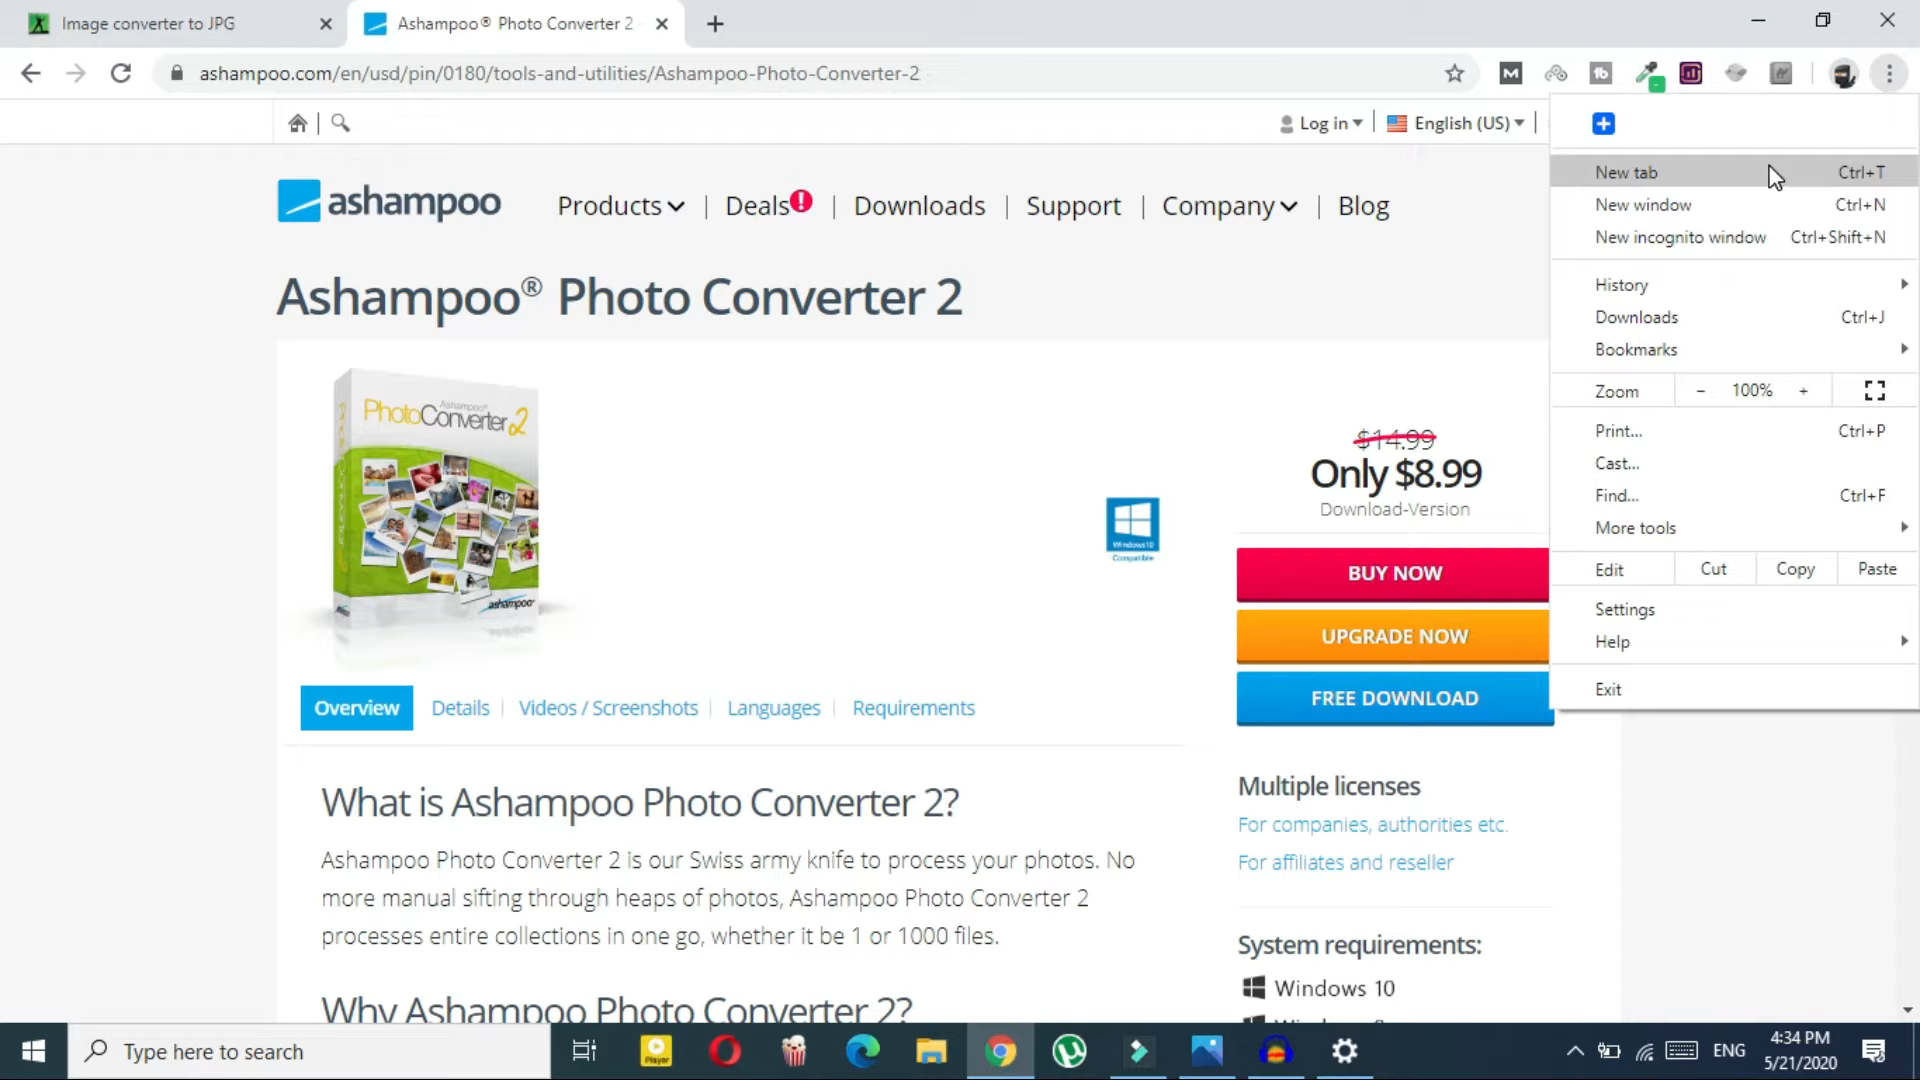 Image converter to JPG
Ashampoo® Photo Converter 2
ashampoo.com/en/usd/pin/0180/tools-and-utilities/Ashampoo-Photo-Converter-2
Log in
English (US)
ashampoo
Products
Deals!
Downloads
Support
Company
Blog
New tab Ctrl+T
New window Ctrl+N
New incognito window Ctrl+Shift+N
History
Downloads Ctrl+J
Bookmarks
Zoom - 100% +
Print... Ctrl+P
Cast...
Find... Ctrl+F
More tools
Edit Cut Copy Paste
Settings
Help
Exit
Ashampoo® Photo Converter 2
Ashampoo®
PhotoConverter 2
ashampoo®
Windows 10
Compatible
$14.99
Only $8.99
Download-Version
BUY NOW
UPGRADE NOW
FREE DOWNLOAD
Overview
Details
Videos / Screenshots
Languages
Requirements
What is Ashampoo Photo Converter 2?
Ashampoo Photo Converter 2 is our Swiss army knife to process your photos. No
more manual sifting through heaps of photos, Ashampoo Photo Converter 2
processes entire collections in one go, whether it be 1 or 1000 files.
Why Ashampoo Photo Converter 2?
Multiple licenses
For companies, authorities etc.
For affiliates and reseller
System requirements:
Windows 10
Type here to search
Player
ENG
4:34 PM
5/21/2020